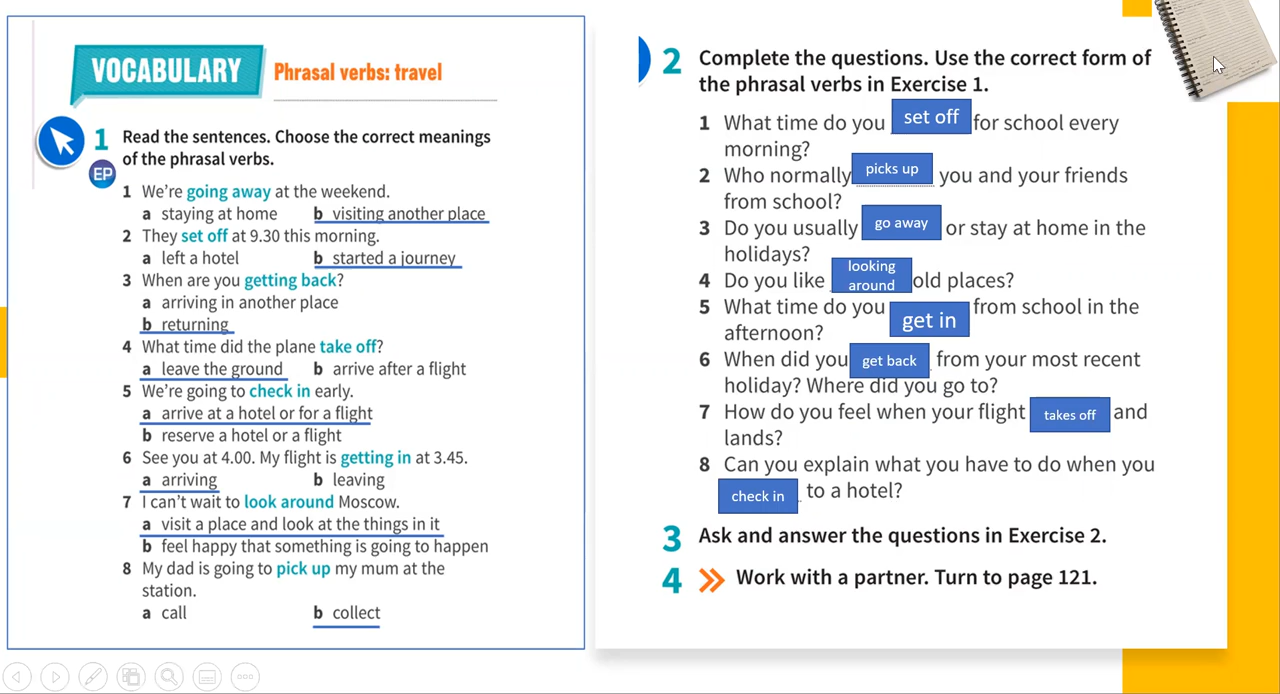 VOCABULARY Phrasal verbs: travel
1 Read the sentences. Choose the correct meanings
of the phrasal verbs.
EP
1 We're going away at the weekend.
a staying at home b visiting another place
2 They set off at 9.30 this morning.
a left a hotel b started a journey
3 When are you getting back?
a arriving in another place
b returning
4 What time did the plane take off?
a leave the ground b arrive after a flight
5 We're going to check in early.
a arrive at a hotel or for a flight
b reserve a hotel or a flight
6 See you at 4.00. My flight is getting in at 3.45.
a arriving b leaving
7 I can't wait to look around Moscow.
a visit a place and look at the things in it
b feel happy that something is going to happen
8 My dad is going to pick up my mum at the
station.
a call b collect
2 Complete the questions. Use the correct form of
the phrasal verbs in Exercise 1.
1 What time do you set off for school every
morning?
2 Who normally picks up you and your friends
from school?
3 Do you usually go away or stay at home in the
holidays?
4 Do you like looking around old places?
5 What time do you get in from school in the
afternoon?
6 When did you get back from your most recent
holiday? Where did you go to?
7 How do you feel when your flight takes off and
lands?
8 Can you explain what you have to do when you
check in to a hotel?
3 Ask and answer the questions in Exercise 2.
4 Work with a partner. Turn to page 121.